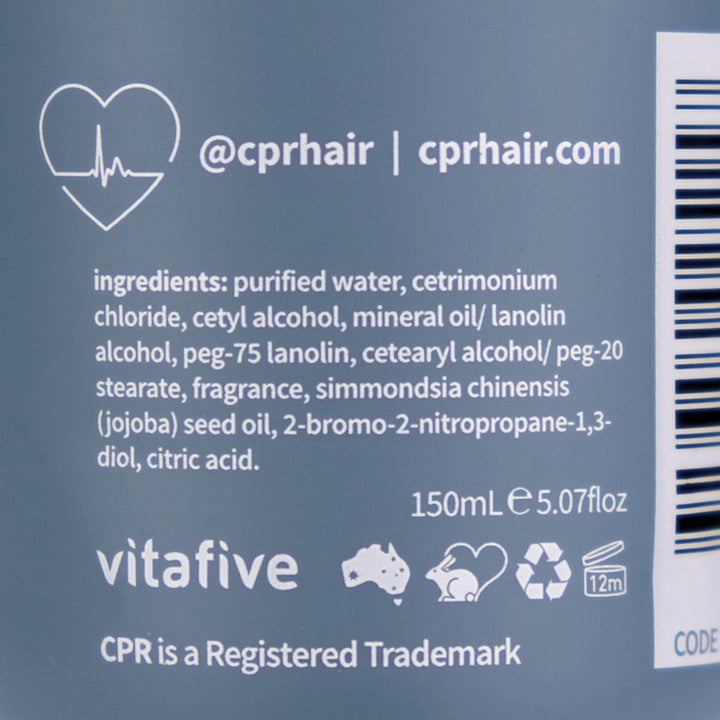 @cprhair | cprhair.com
ingredients: purified water, cetrimonium
chloride, cetyl alcohol, mineral oil/ lanolin
alcohol, peg-75 lanolin, cetearyl alcohol/ peg-20
stearate, fragrance, simmondsia chinensis
(jojoba) seed oil, 2-bromo-2-nitropropane-1,3-
diol, citric acid.
150mL ℮ 5.07floz
vitafive
12m
CPR is a Registered Trademark
CODE